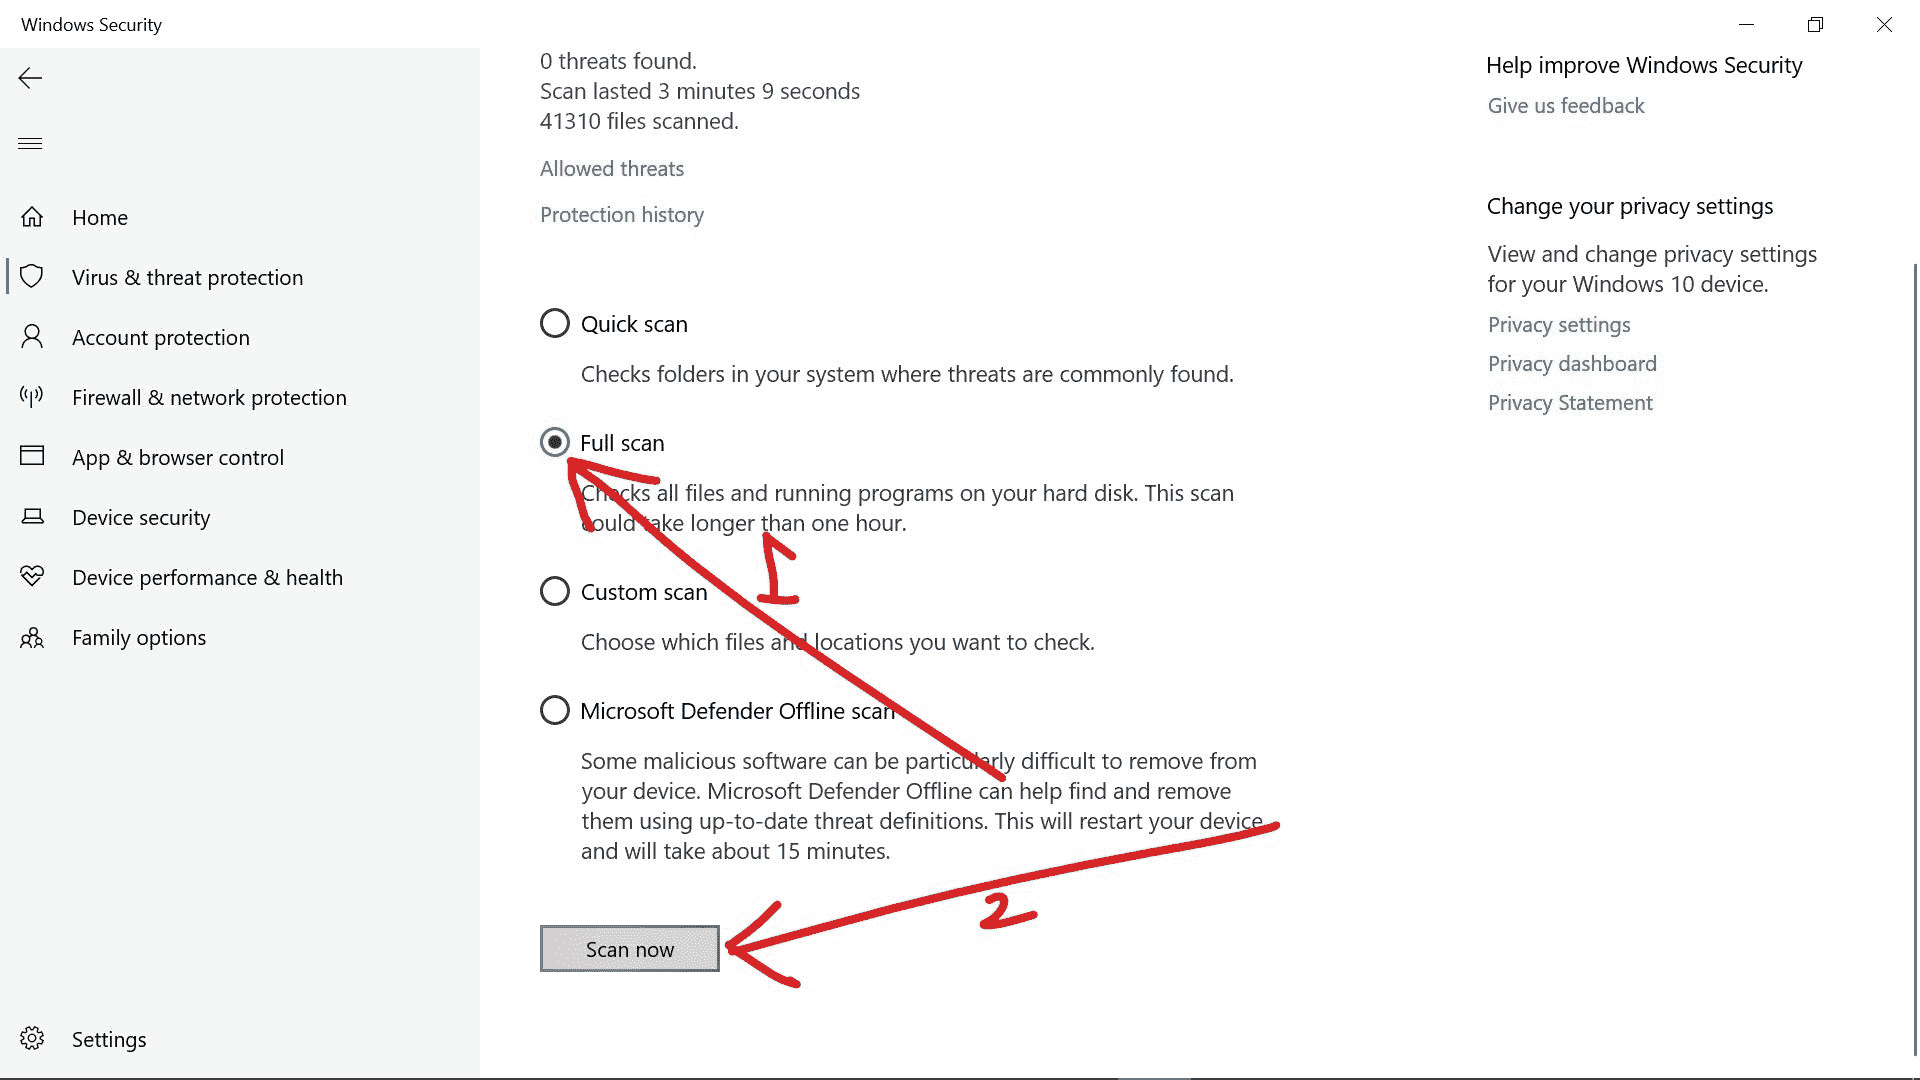 Windows Security
Home
Virus & threat protection
Account protection
Firewall & network protection
App & browser control
Device security
Device performance & health
Family options
Settings
0 threats found.
Scan lasted 3 minutes 9 seconds
41310 files scanned.
Allowed threats
Protection history
Quick scan
Checks folders in your system where threats are commonly found.
Full scan
Checks all files and running programs on your hard disk. This scan
could take longer than one hour.
1
Custom scan
Choose which files and locations you want to check.
Microsoft Defender Offline scan
Some malicious software can be particularly difficult to remove from
your device. Microsoft Defender Offline can help find and remove
them using up-to-date threat definitions. This will restart your device
and will take about 15 minutes.
2
Scan now
Help improve Windows Security
Give us feedback
Change your privacy settings
View and change privacy settings
for your Windows 10 device.
Privacy settings
Privacy dashboard
Privacy Statement